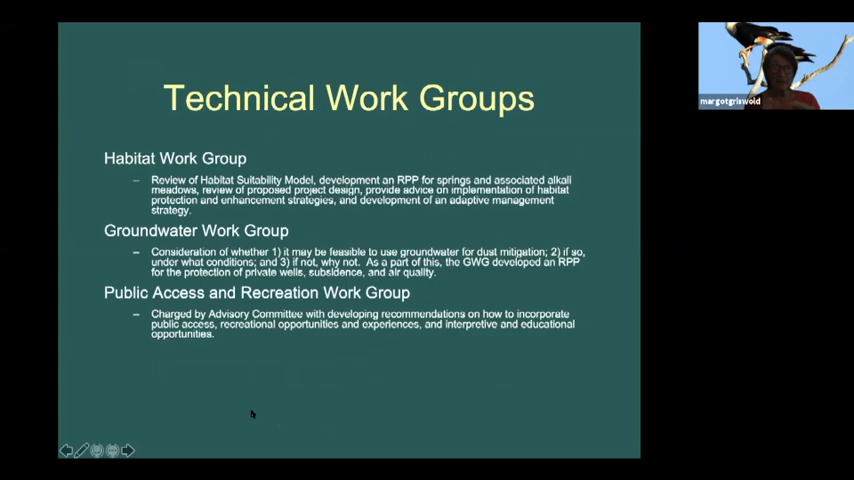 Technical Work Groups
margotgriswold
Habitat Work Group
– Review of Habitat Suitability Model, development an RPP for springs and associated alkali
meadows, review of proposed project design, provide advice on implementation of habitat
protection and enhancement strategies, and development of an adaptive management
strategy.
Groundwater Work Group
– Consideration of whether 1) it may be feasible to use groundwater for dust mitigation; 2) if so,
under what conditions; and 3) if not, why not. As a part of this, the GWG developed an RPP
for the protection of private wells, subsidence, and air quality.
Public Access and Recreation Work Group
– Charged by Advisory Committee with developing recommendations on how to incorporate
public access, recreational opportunities and experiences, and interpretive and educational
opportunities.